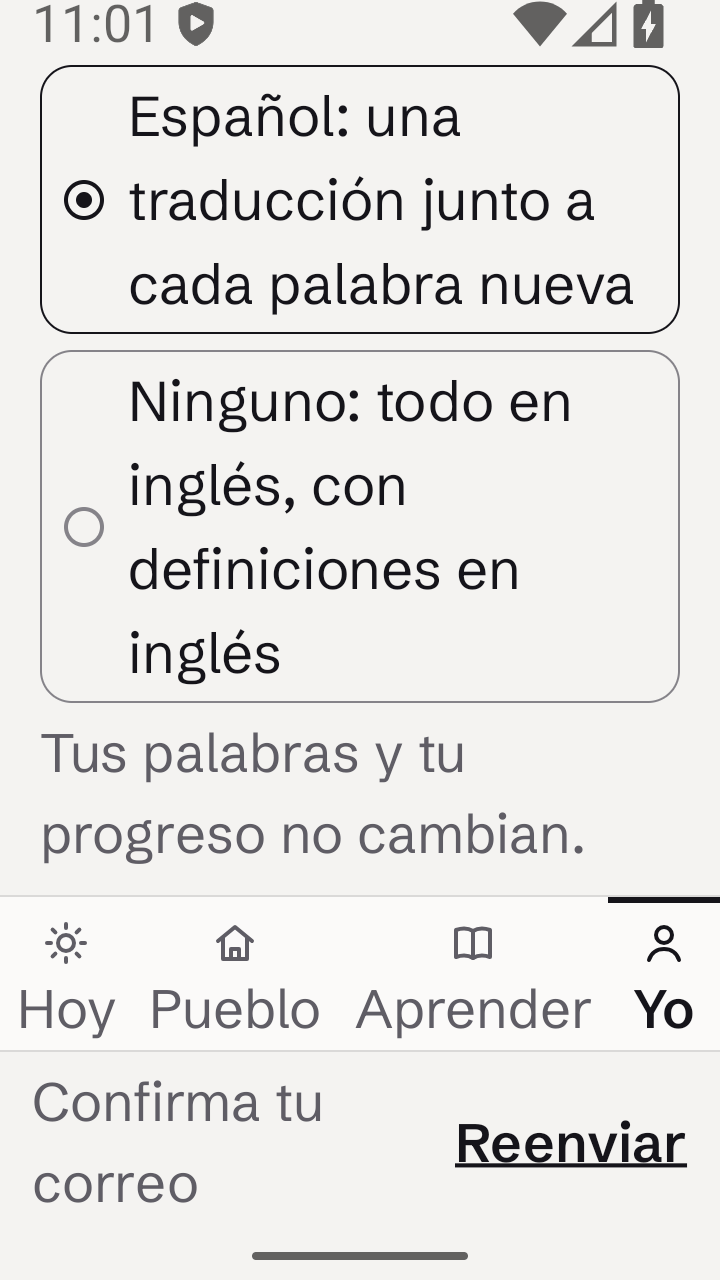 11:01
Español: una
traducción junto a
cada palabra nueva
Ninguno: todo en
inglés, con
definiciones en
inglés
Tus palabras y tu
progreso no cambian.
Hoy Pueblo Aprender Yo
Confirma tu
correo
Reenviar